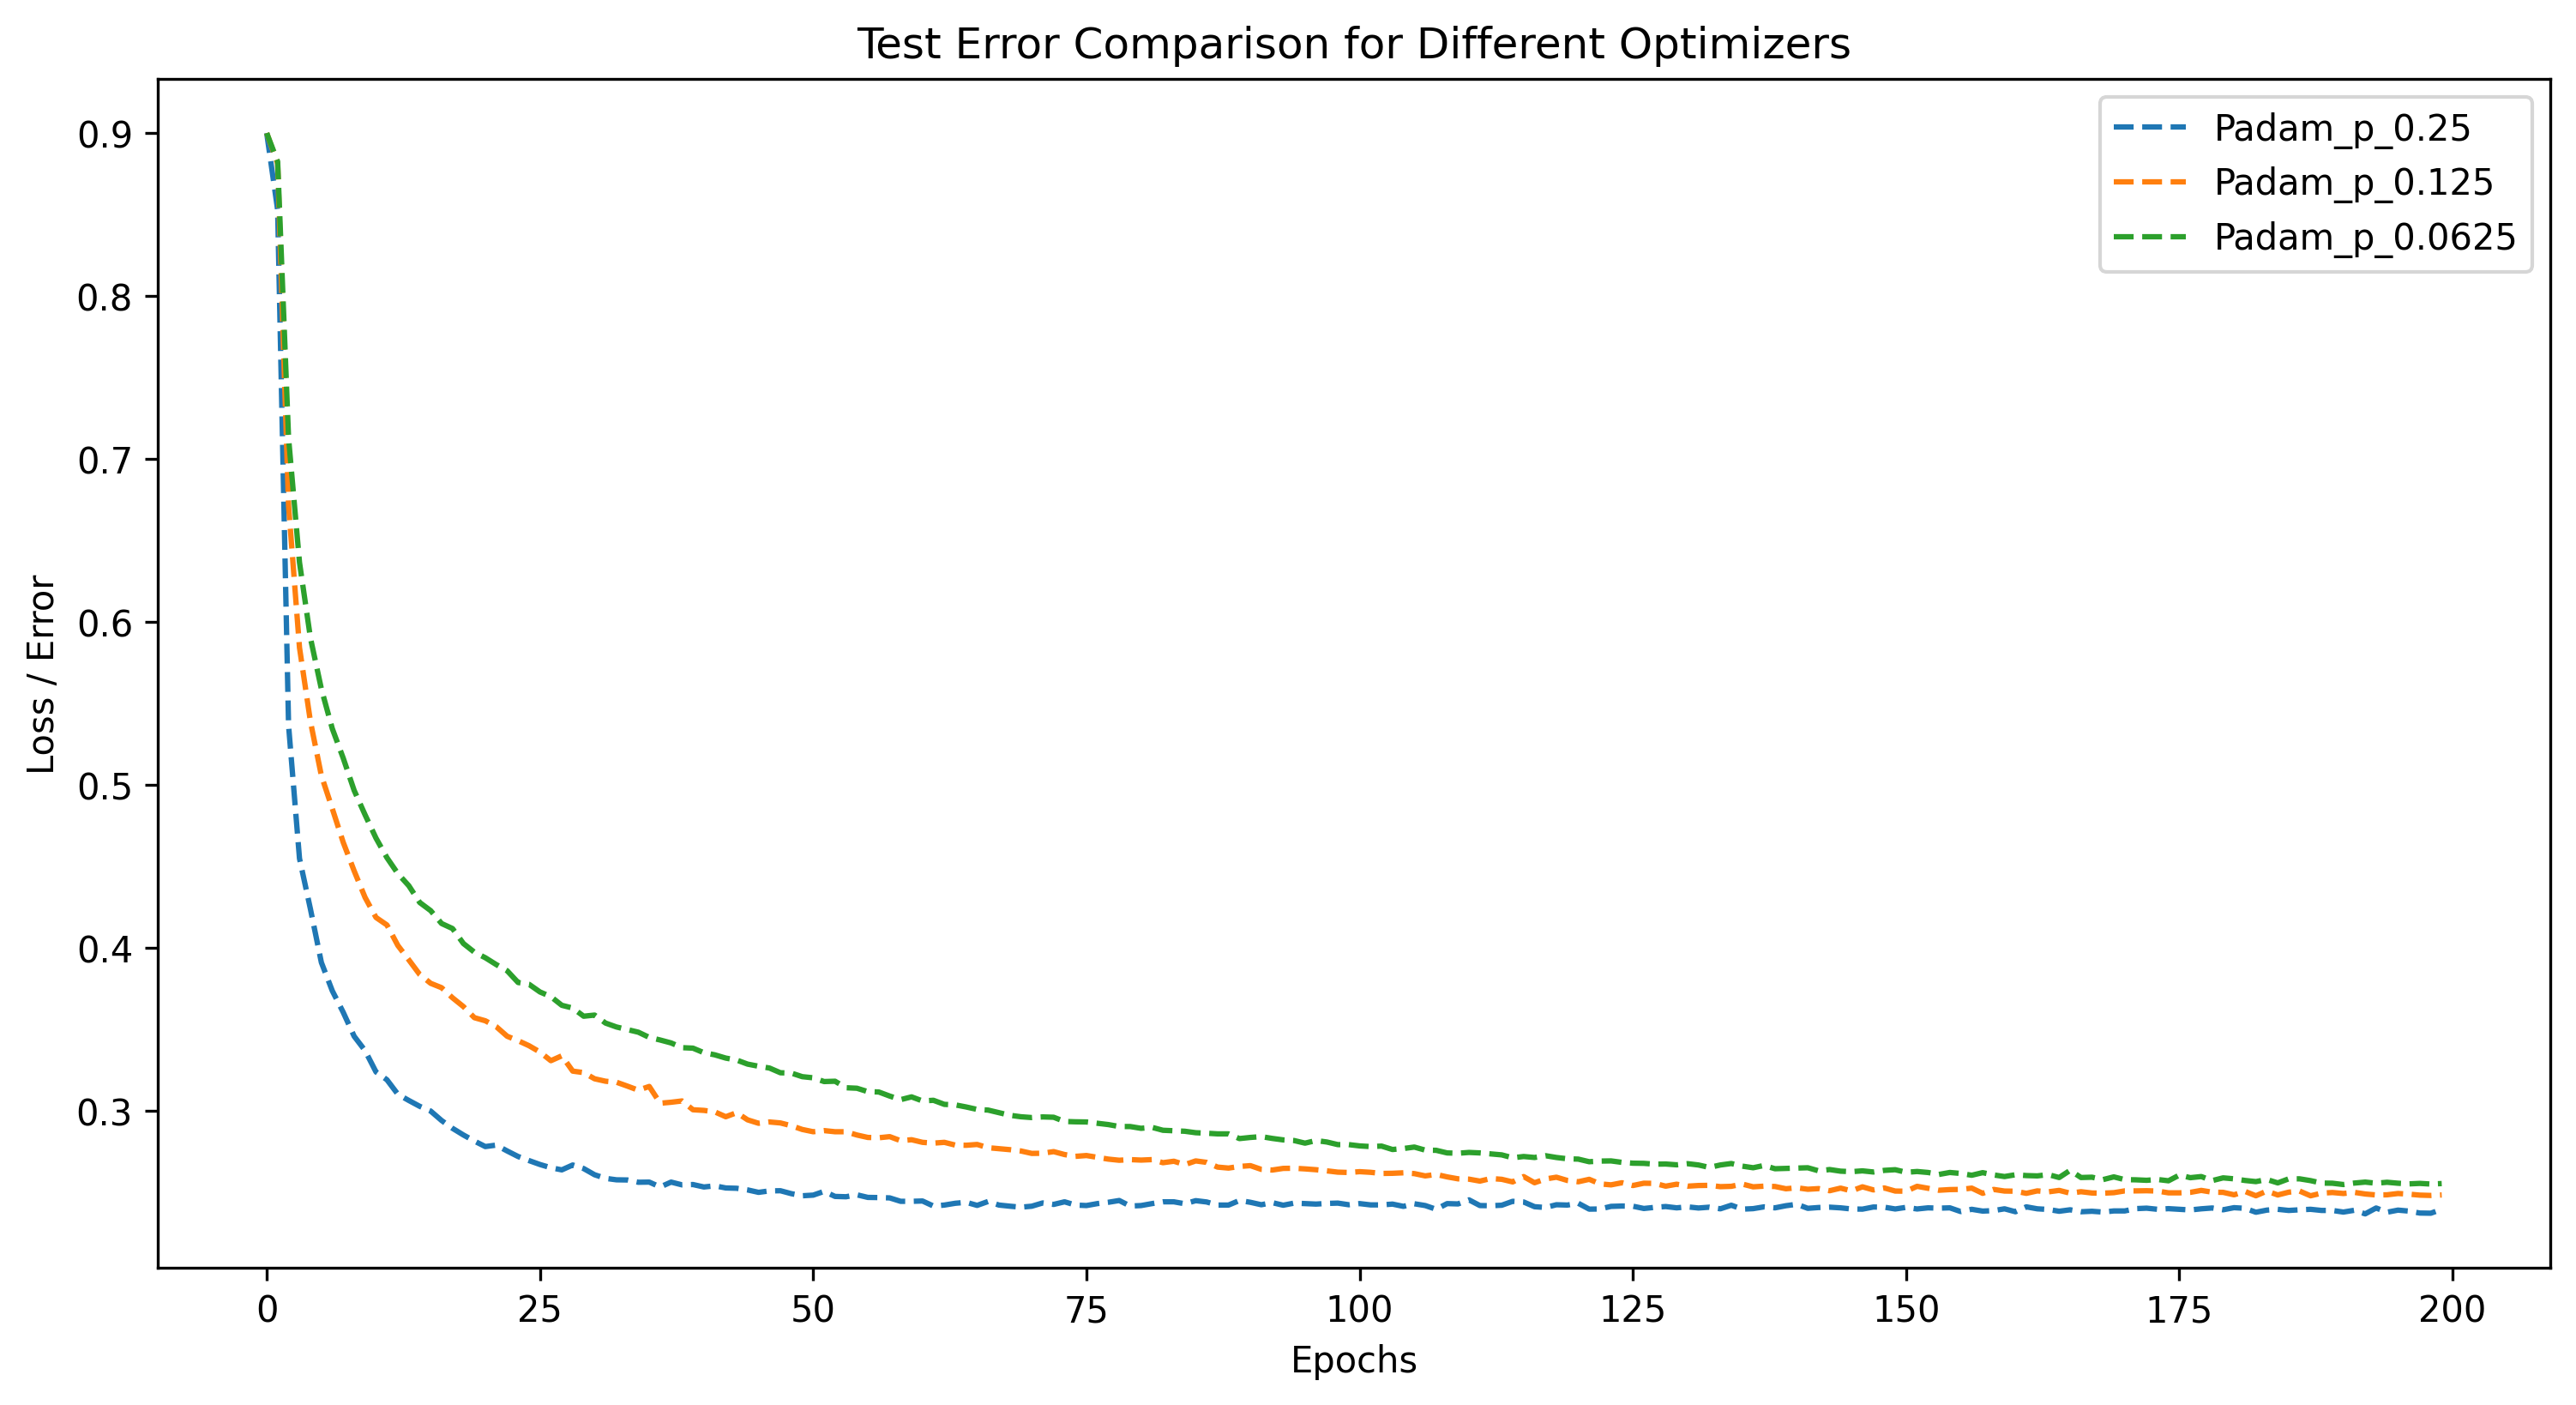 Test Error Comparison for Different Optimizers
Padam_p_0.25
Padam_p_0.125
Padam_p_0.0625
Loss / Error
0.9
0.8
0.7
0.6
0.5
0.4
0.3
0 25 50 75 100 125 150 175 200
Epochs